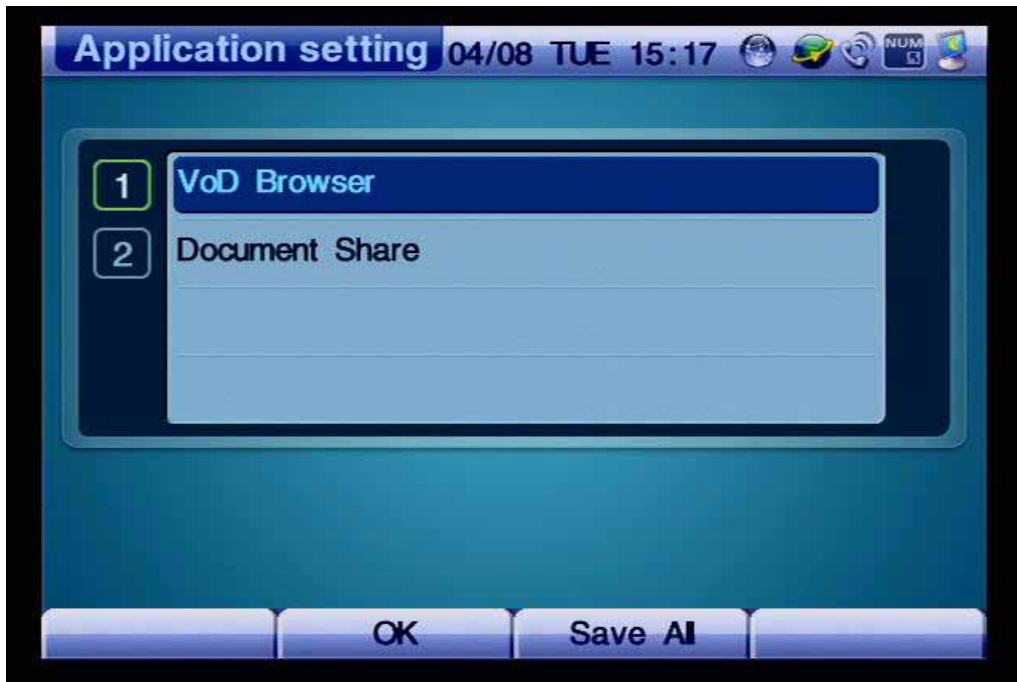 Application setting 04/08 TUE 15:17 NUM
1 VoD Browser
2 Document Share
OK Save All